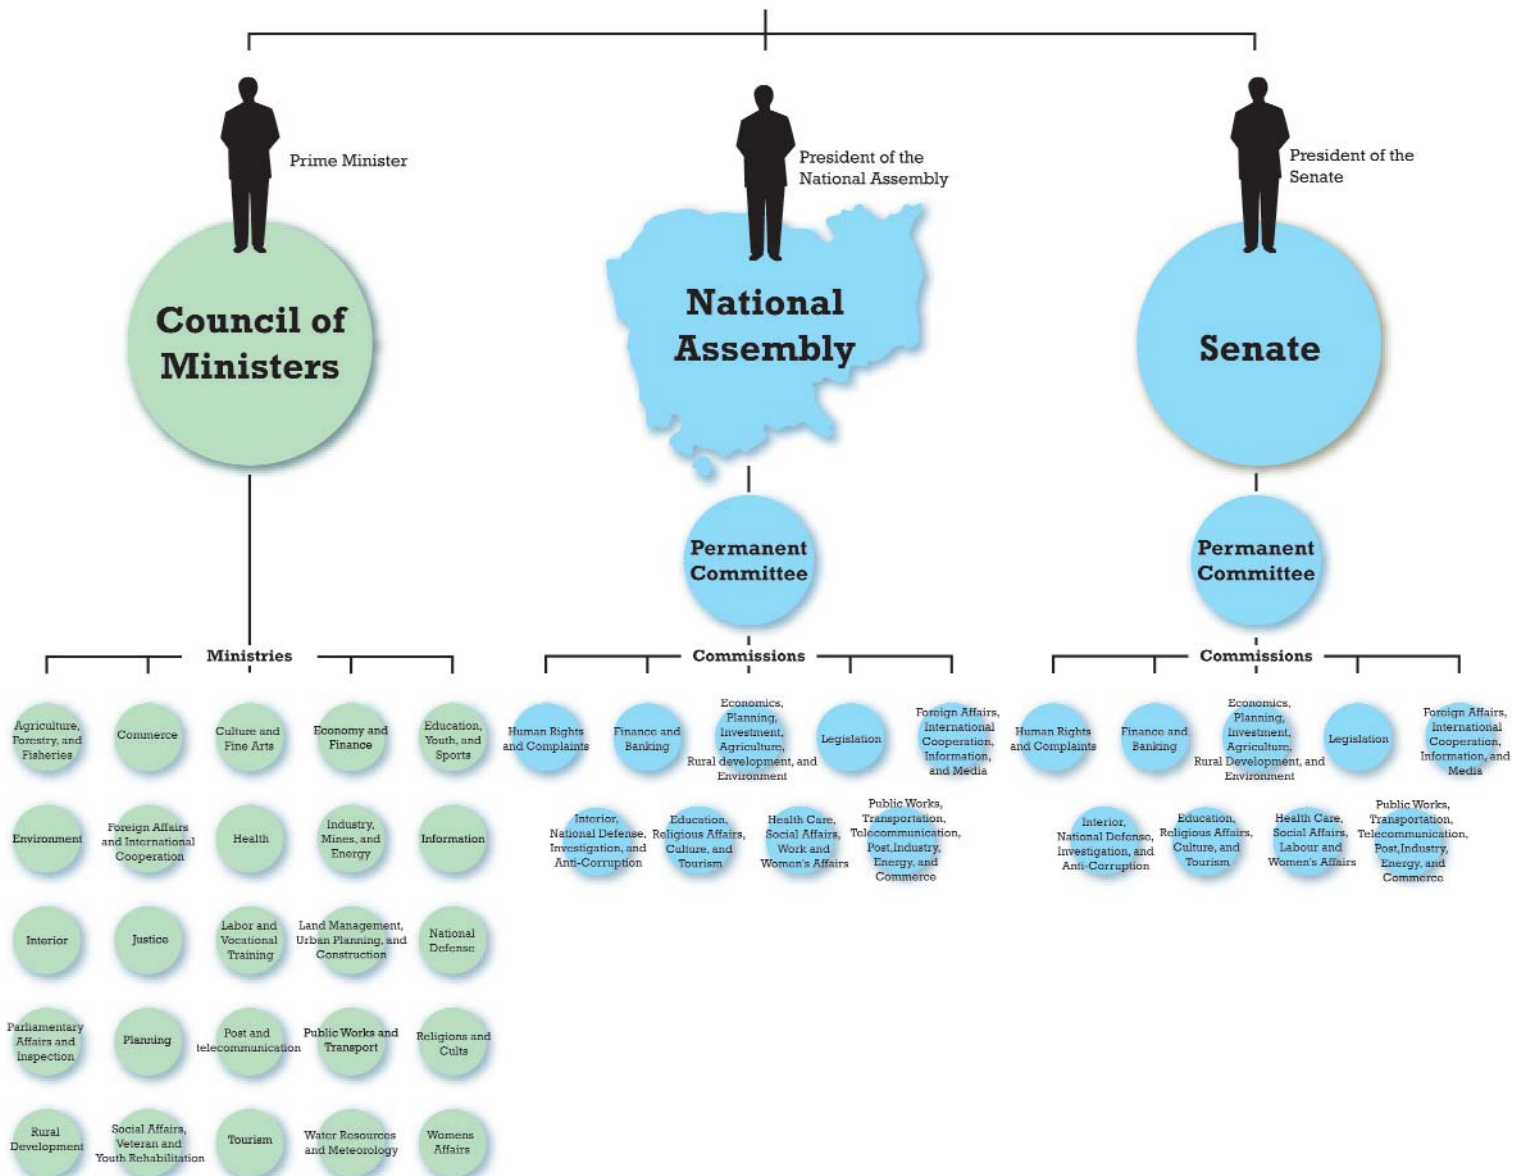 Prime Minister
President of the
National Assembly
President of the
Senate
Council of
Ministers
National
Assembly
Senate
Permanent
Committee
Permanent
Committee
Ministries
Commissions
Commissions
Agriculture,
Forestry, and
Fisheries
Commerce
Culture and
Fine Arts
Economy and
Finance
Education,
Youth, and
Sports
Environment
Foreign Affairs
and International
Cooperation
Health
Industry,
Mines, and
Energy
Information
Interior
Justice
Labor and
Vocational
Training
Land Management,
Urban Planning, and
Construction
National
Defense
Parliamentary
Affairs and
Inspection
Planning
Post and
telecommunication
Public Works and
Transport
Religions and
Cults
Rural
Development
Social Affairs,
Veteran and
Youth Rehabilitation
Tourism
Water Resources
and Meteorology
Womens
Affairs
Human Rights
and Complaints
Finance and
Banking
Economics,
Planning,
Investment,
Agriculture,
Rural development, and
Environment
Legislation
Foreign Affairs,
International
Cooperation,
Information,
and Media
Interior,
National Defense,
Investigation, and
Anti-Corruption
Education,
Religious Affairs,
Culture, and
Tourism
Health Care,
Social Affairs,
Work and
Women's Affairs
Public Works,
Transportation,
Telecommunication,
Post,Industry,
Energy, and
Commerce
Human Rights
and Complaints
Finance and
Banking
Economics,
Planning,
Investment,
Agriculture,
Rural Development, and
Environment
Legislation
Foreign Affairs,
International
Cooperation,
Information, and
Media
Interior,
National Defense,
Investigation, and
Anti-Corruption
Education,
Religious Affairs,
Culture, and
Tourism
Health Care,
Social Affairs,
Labour and
Women's Affairs
Public Works,
Transportation,
Telecommunication,
Post,Industry,
Energy, and
Commerce